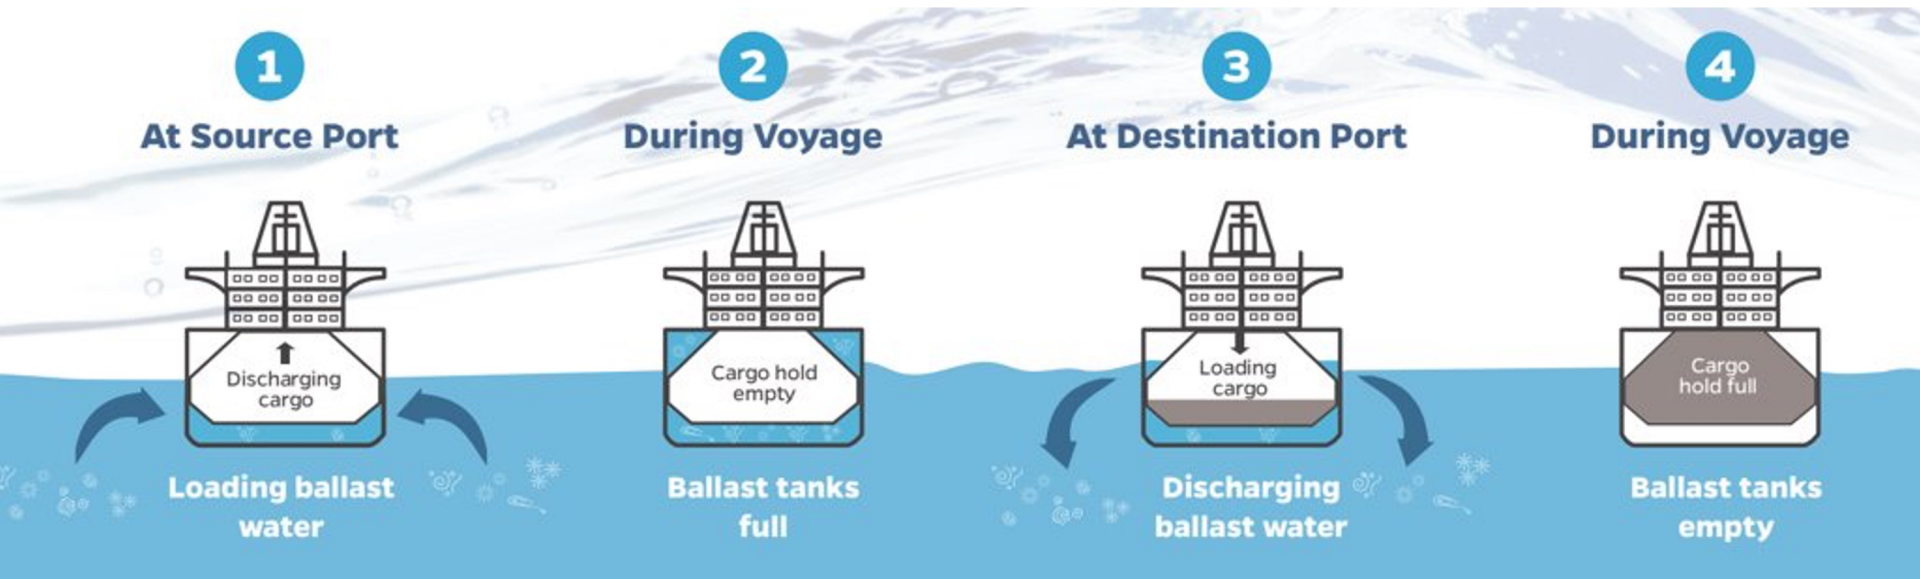 1
At Source Port
Discharging
cargo
Loading ballast
water
2
During Voyage
Cargo hold
empty
Ballast tanks
full
3
At Destination Port
Loading
cargo
Discharging
ballast water
4
During Voyage
Cargo
hold full
Ballast tanks
empty